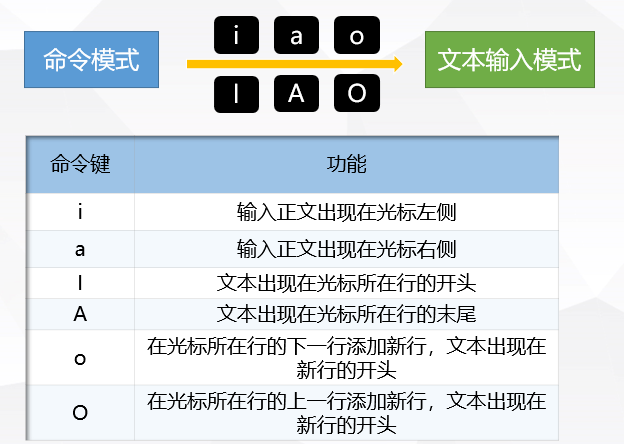 命令模式
i a o
I A O
文本输入模式
命令键 功能
i 输入正文出现在光标左侧
a 输入正文出现在光标右侧
I 文本出现在光标所在行的开头
A 文本出现在光标所在行的末尾
o 在光标所在行的下一行添加新行，文本出现在
新行的开头
O 在光标所在行的上一行添加新行，文本出现在
新行的开头